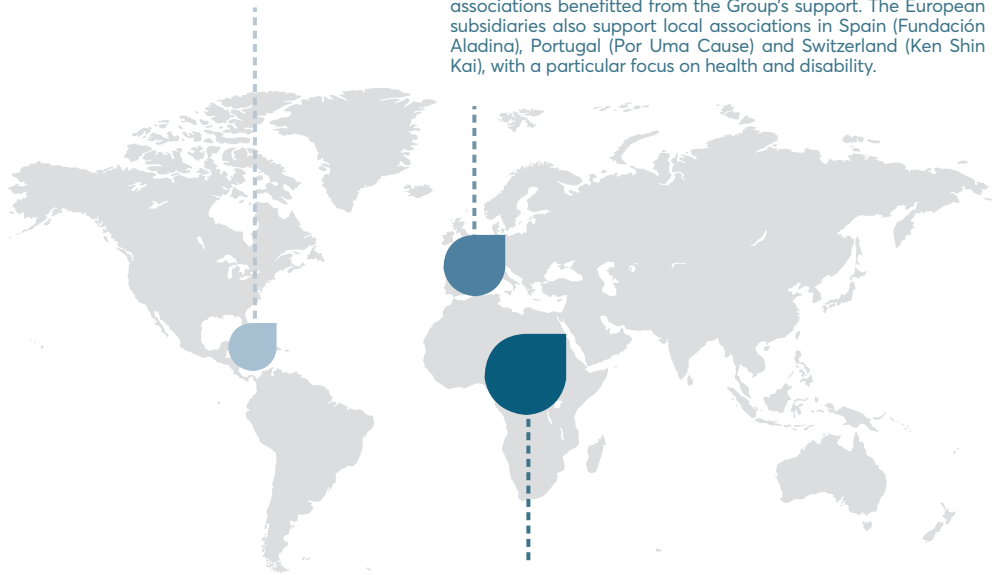 associations benefitted from the Group's support. The European
subsidiaries also support local associations in Spain (Fundación
Aladina), Portugal (Por Uma Cause) and Switzerland (Ken Shin
Kai), with a particular focus on health and disability.